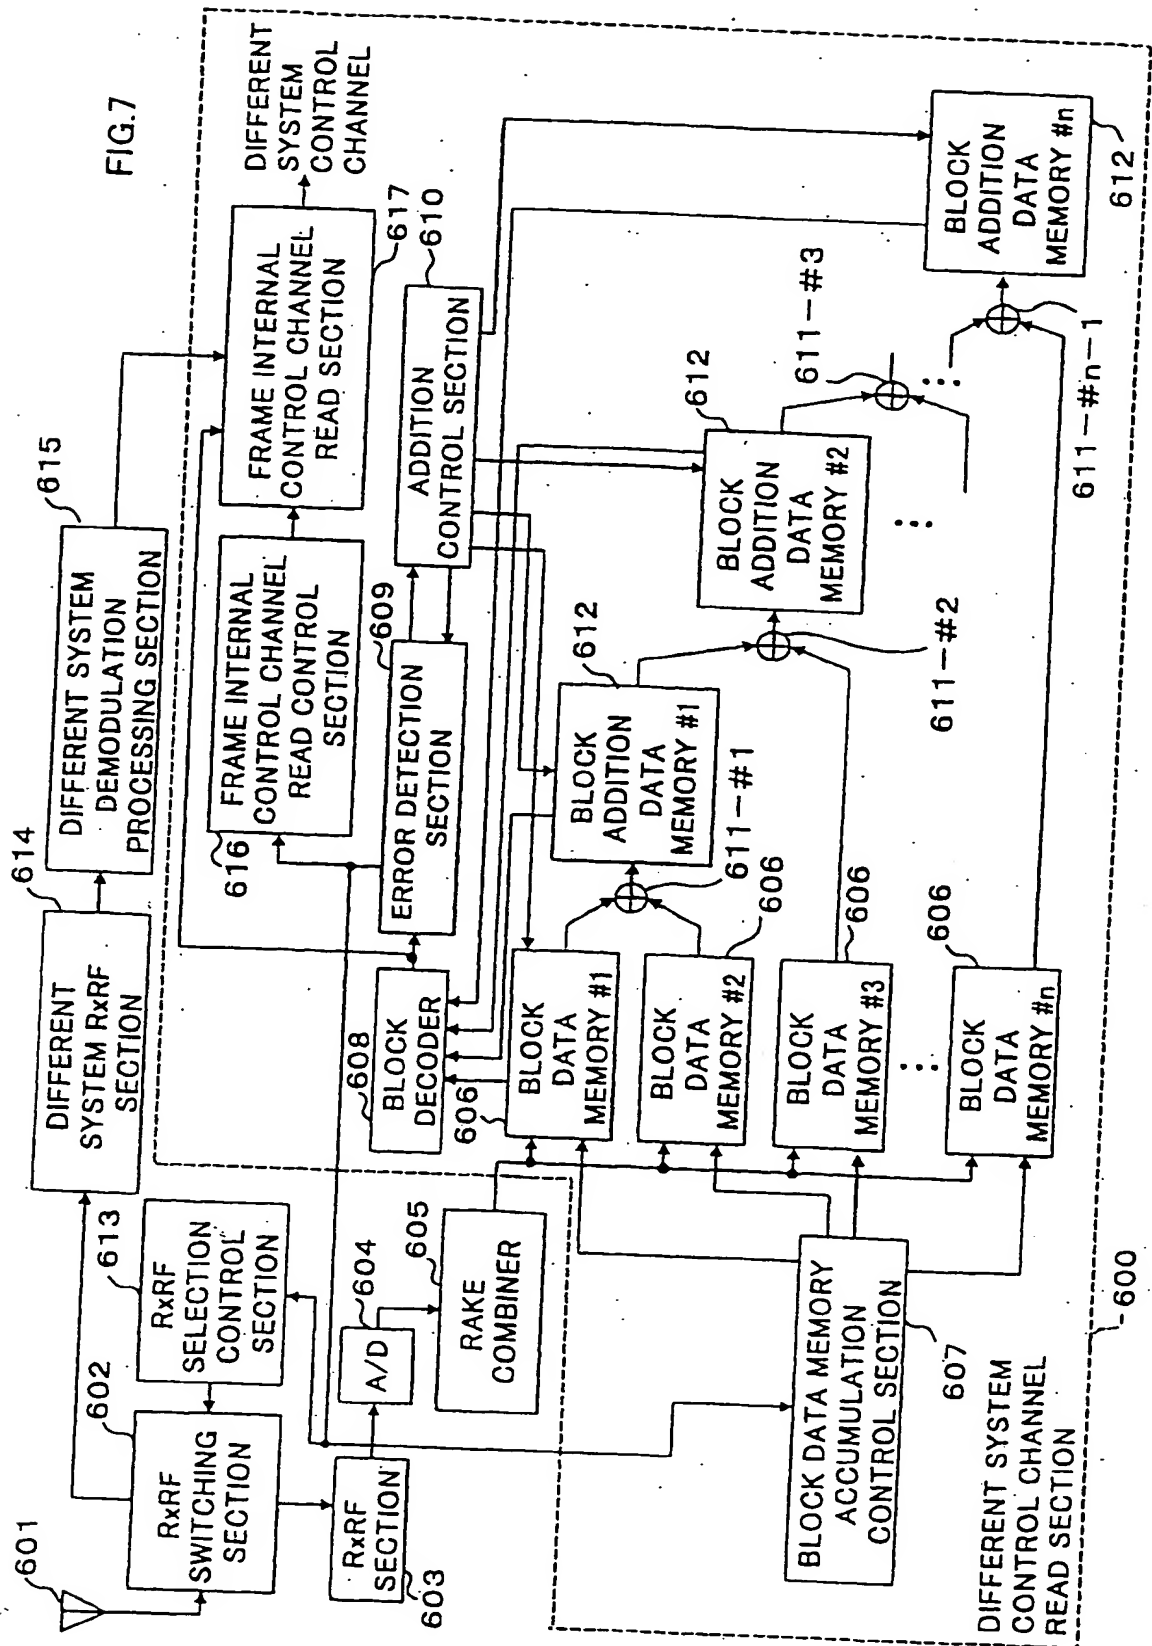 FIG.7
601
602
RxRF
SWITCHING
SECTION
613
RxRF
SELECTION
CONTROL
SECTION
614
DIFFERENT
SYSTEM RxRF
SECTION
615
DIFFERENT SYSTEM
DEMODULATION
PROCESSING SECTION
RxRF
SECTION
603
604
A/D
605
RAKE
COMBINER
616
FRAME INTERNAL
CONTROL CHANNEL
READ CONTROL
SECTION
FRAME INTERNAL
CONTROL CHANNEL
READ SECTION
617
DIFFERENT
SYSTEM
CONTROL
CHANNEL
608
BLOCK
DECODER
609
ERROR DETECTION
SECTION
610
ADDITION
CONTROL SECTION
606
BLOCK
DATA
MEMORY #1
BLOCK
DATA
MEMORY #2
606
BLOCK
DATA
MEMORY #3
606
⋮
BLOCK
DATA
MEMORY #n
606
611-#1
BLOCK
ADDITION
DATA
MEMORY #1
612
611-#2
BLOCK
ADDITION
DATA
MEMORY #2
612
⋮
611-#3
⋮
611-#n-1
BLOCK
ADDITION
DATA
MEMORY #n
612
BLOCK DATA MEMORY
ACCUMULATION
CONTROL SECTION
607
DIFFERENT SYSTEM
CONTROL CHANNEL
READ SECTION
600